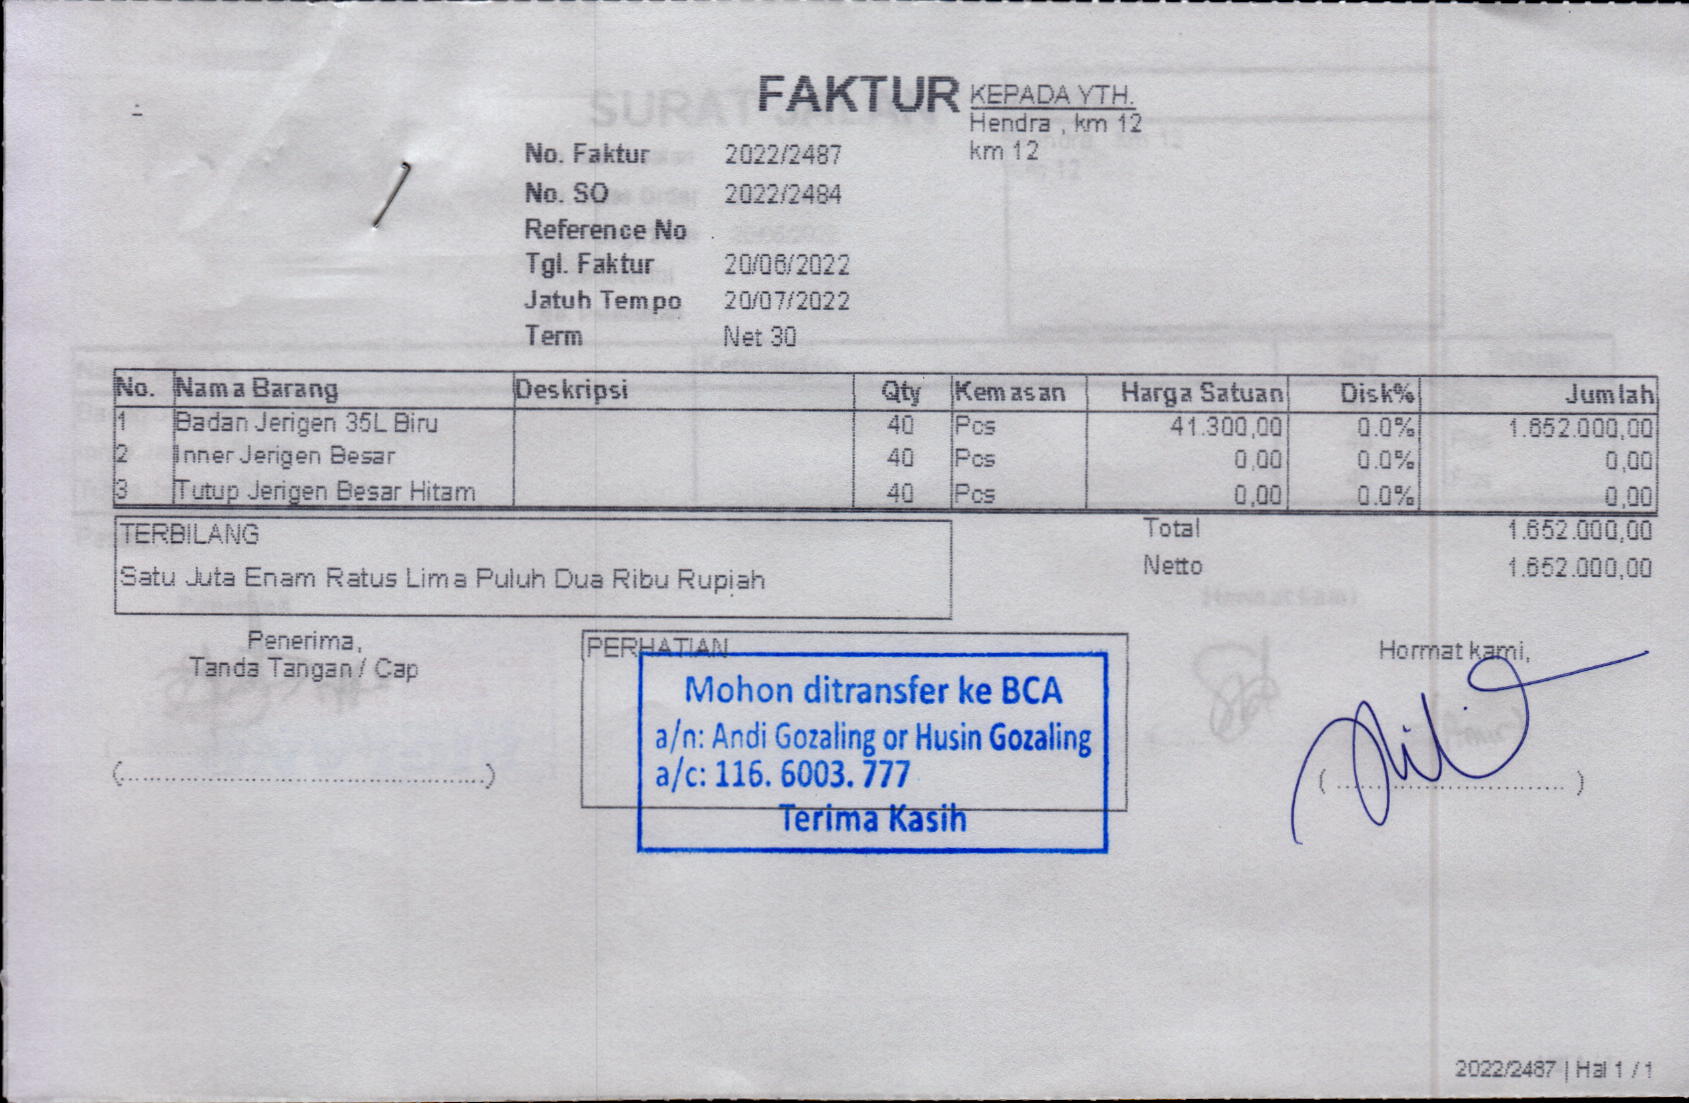 FAKTUR
KEPADA YTH.
Hendra , km 12
km 12
No. Faktur 2022/2487
No. SO 2022/2484
Reference No .
Tgl. Faktur 20/06/2022
Jatuh Tempo 20/07/2022
Term Net 30
No. Nama Barang Deskripsi Qty Kemasan Harga Satuan Disk% Jumlah
1 Badan Jerigen 35L Biru 40 Pcs 41.300,00 0.0% 1.652.000,00
2 Inner Jerigen Besar 40 Pcs 0,00 0.0% 0,00
3 Tutup Jerigen Besar Hitam 40 Pcs 0,00 0.0% 0,00
TERBILANG
Satu Juta Enam Ratus Lima Puluh Dua Ribu Rupiah
Total 1.652.000,00
Netto 1.652.000,00
Penerima,
Tanda Tangan / Cap
(..................................................)
PERHATIAN
Mohon ditransfer ke BCA
a/n: Andi Gozaling or Husin Gozaling
a/c: 116. 6003. 777
Terima Kasih
Hormat kami,
( ................................ )
2022/2487 | Hal 1 / 1